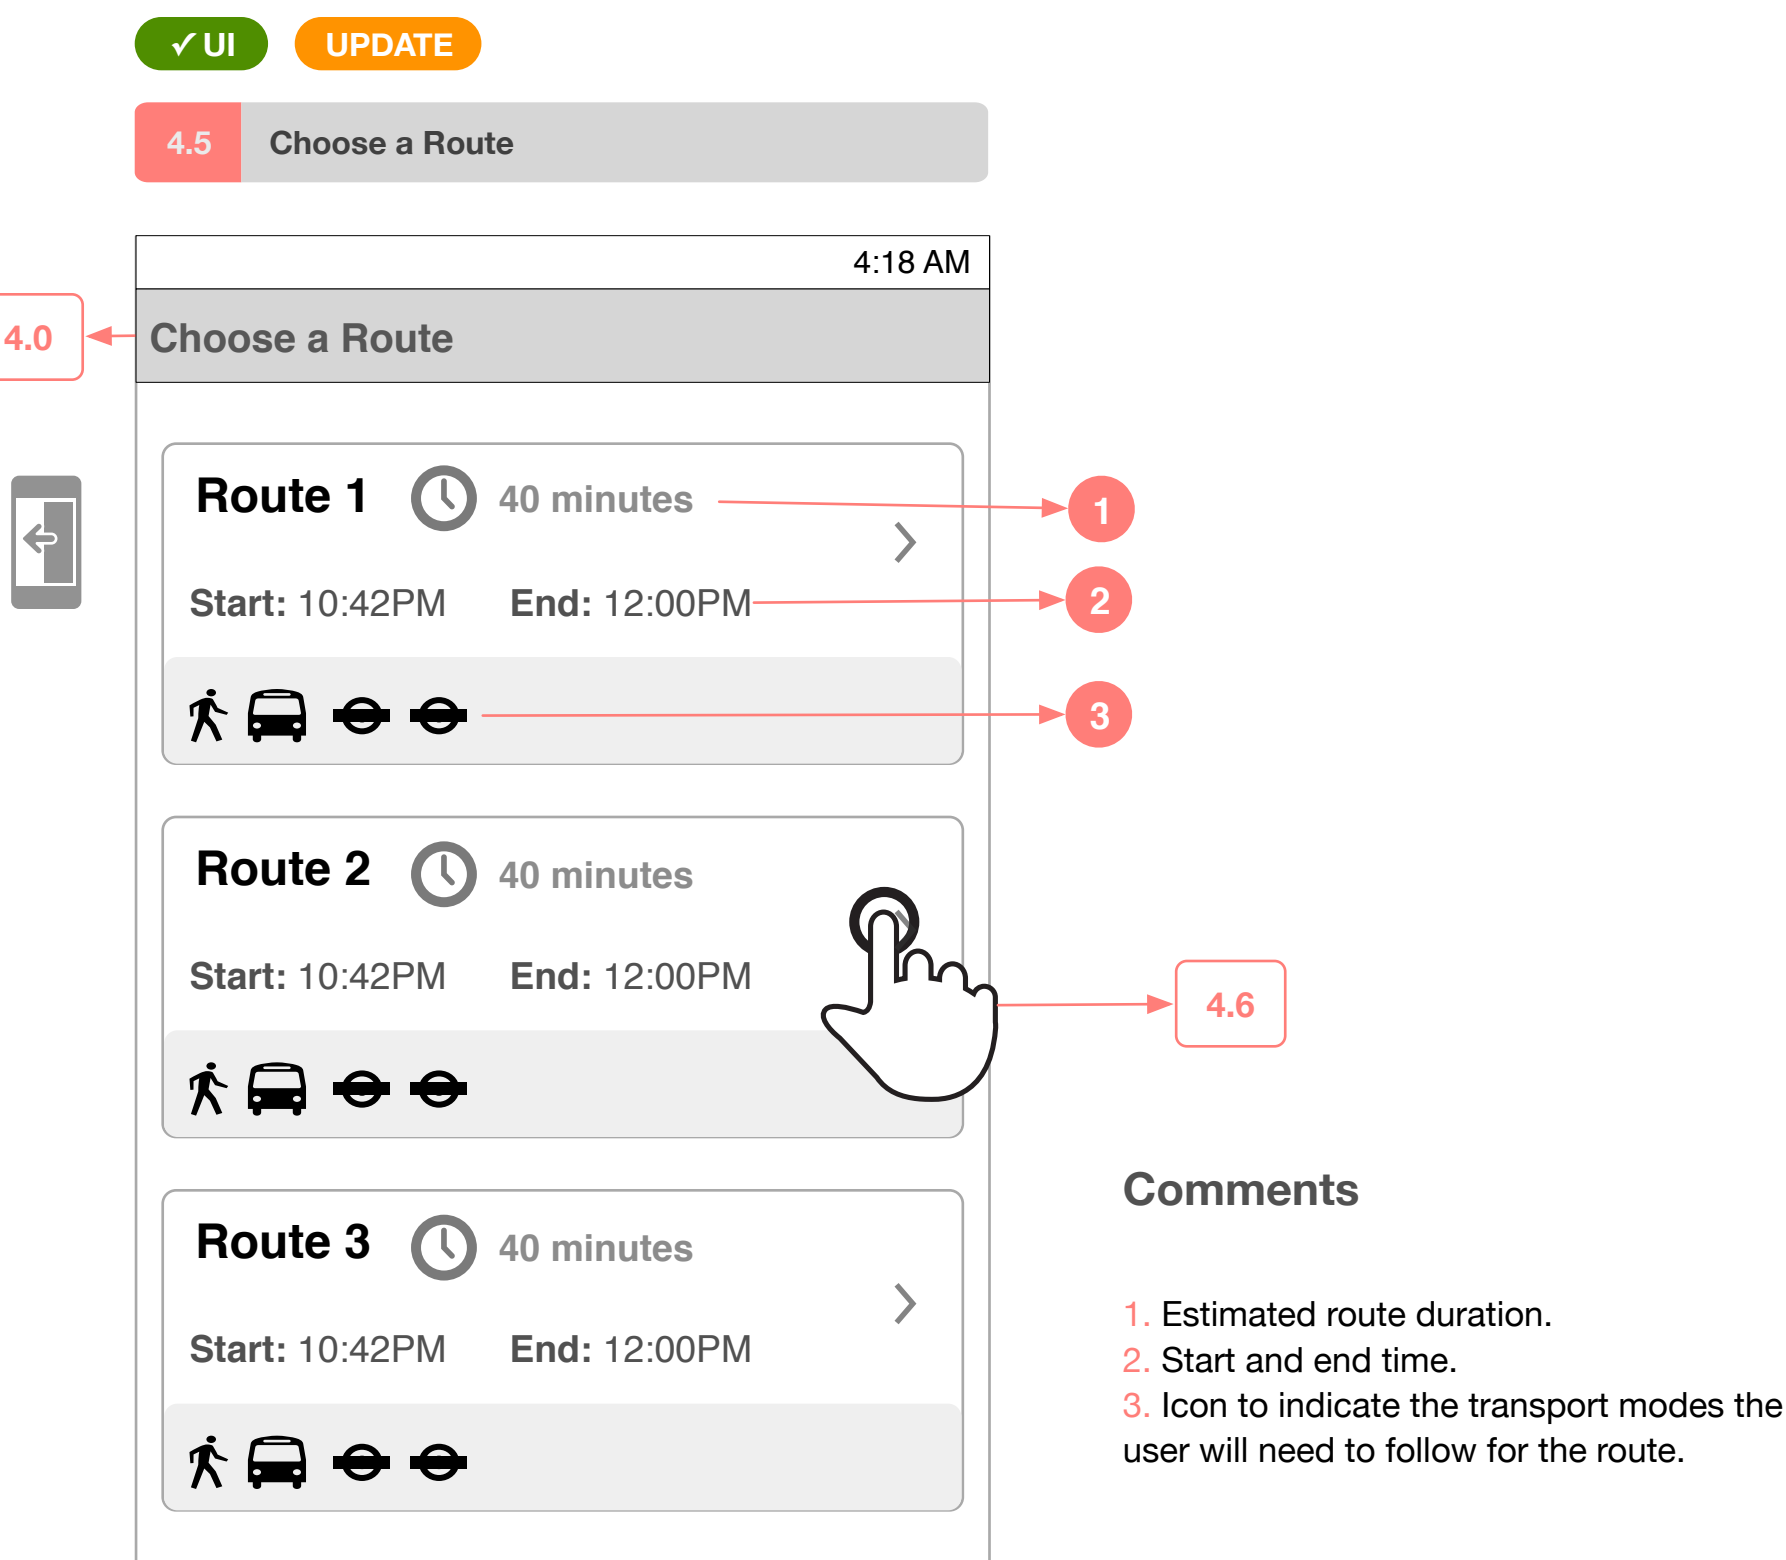 ✓ UI UPDATE
4.5 Choose a Route
4:18 AM
4.0 Choose a Route
Route 1 40 minutes 1
Start: 10:42PM End: 12:00PM 2
3
Route 2 40 minutes
Start: 10:42PM End: 12:00PM
4.6
Route 3 40 minutes
Start: 10:42PM End: 12:00PM
Comments
1. Estimated route duration.
2. Start and end time.
3. Icon to indicate the transport modes the
user will need to follow for the route.